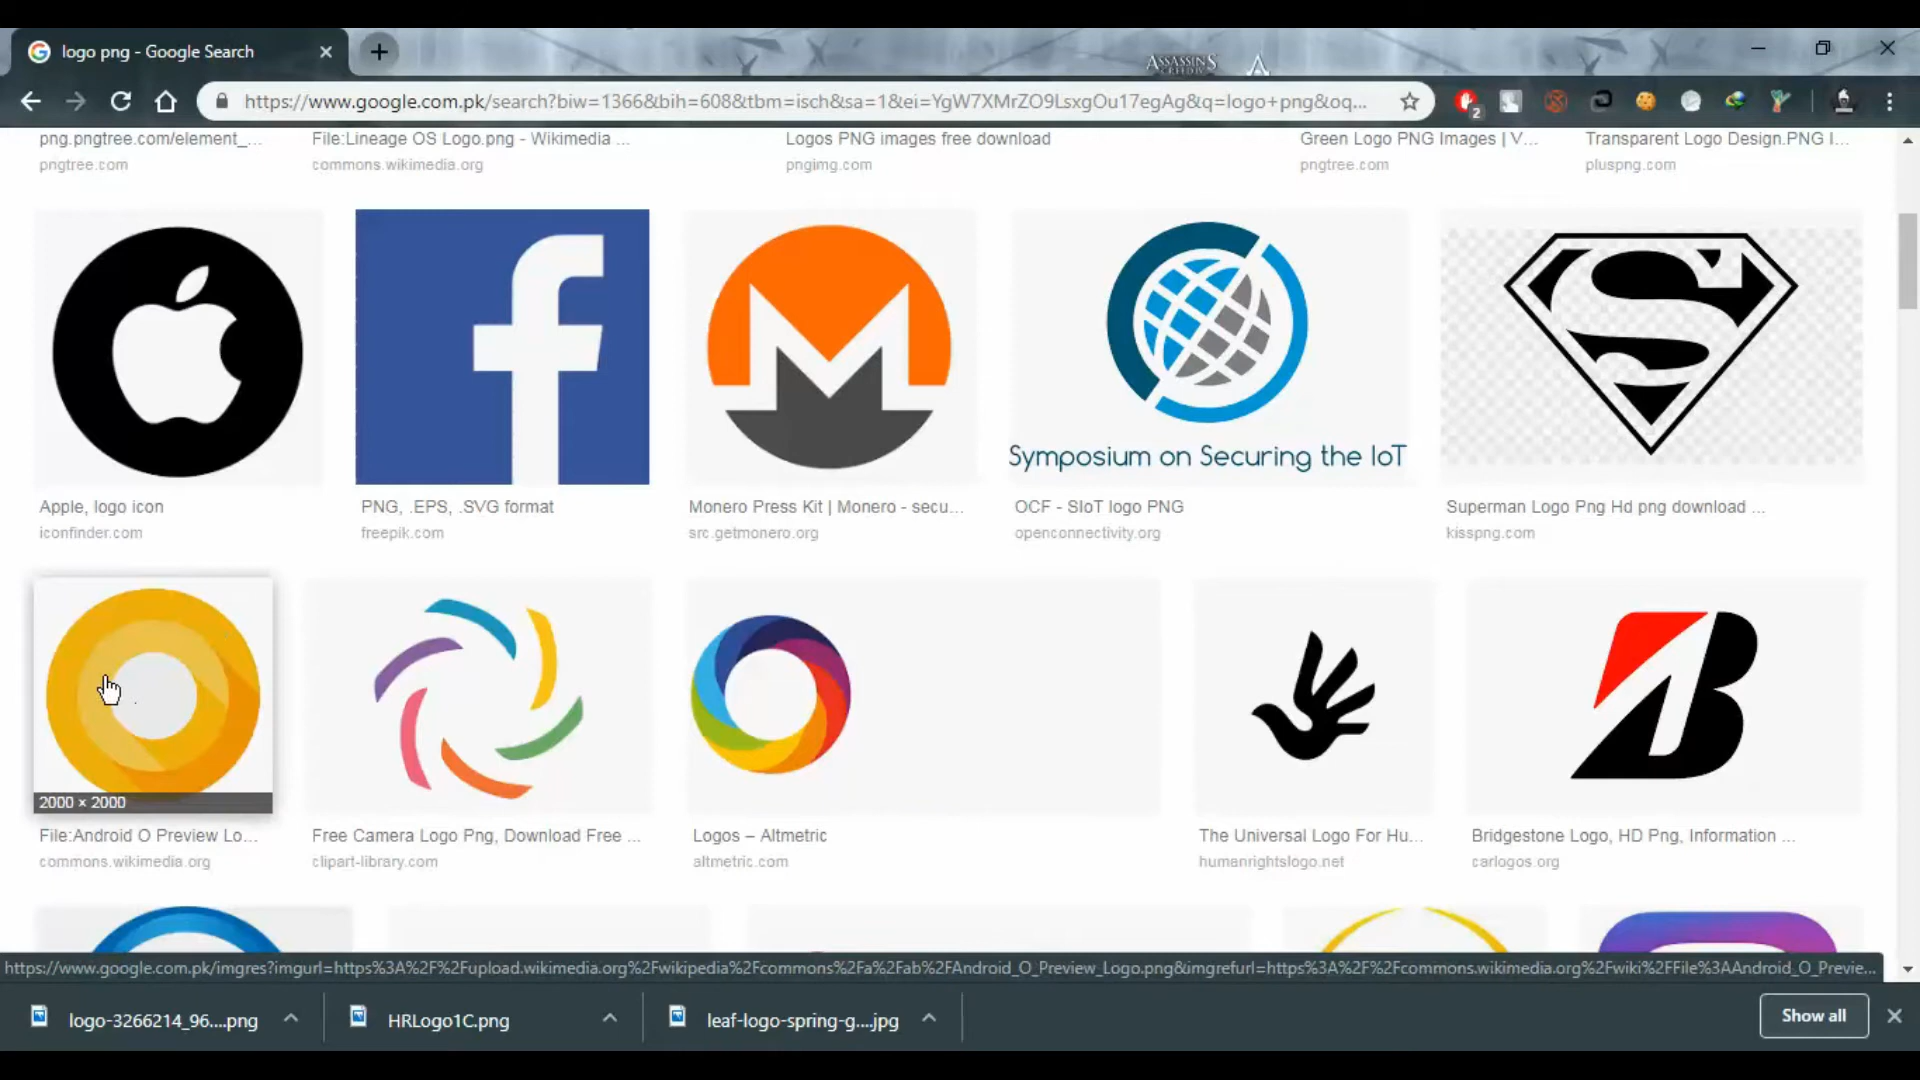 logo png - Google Search
ASSASSIN'S
https://www.google.com.pk/search?biw=1366&bih=608&tbm=isch&sa=1&ei=YgW7XMrZO9LsxgOu17egAg&q=logo+png&oq...
2
png.pngtree.com/element_...
pngtree.com
File:Lineage OS Logo.png - Wikimedia ...
commons.wikimedia.org
Logos PNG images free download
pngimg.com
Green Logo PNG Images | V...
pngtree.com
Transparent Logo Design.PNG I...
pluspng.com
Symposium on Securing the IoT
Apple, logo icon
iconfinder.com
PNG, .EPS, .SVG format
freepik.com
Monero Press Kit | Monero - secu...
src.getmonero.org
OCF - SIoT logo PNG
openconnectivity.org
Superman Logo Png Hd png download ...
kisspng.com
2000 × 2000
File:Android O Preview Lo...
commons.wikimedia.org
Free Camera Logo Png, Download Free ...
clipart-library.com
Logos – Altmetric
altmetric.com
The Universal Logo For Hu...
humanrightslogo.net
Bridgestone Logo, HD Png, Information ...
carlogos.org
https://www.google.com.pk/imgres?imgurl=https%3A%2F%2Fupload.wikimedia.org%2Fwikipedia%2Fcommons%2Fa%2Fab%2FAndroid_O_Preview_Logo.png&imgrefurl=https%3A%2F%2Fcommons.wikimedia.org%2Fwiki%2FFile%3AAndroid_O_Previe...
logo-3266214_96....png
HRLogo1C.png
leaf-logo-spring-g....jpg
Show all